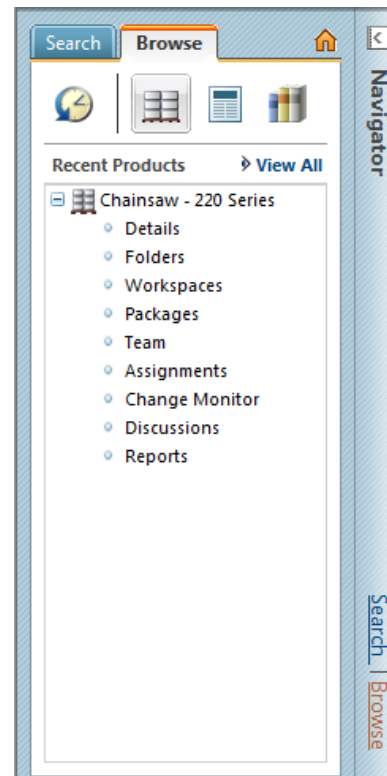 Search Browse
Recent Products View All
Chainsaw - 220 Series
Details
Folders
Workspaces
Packages
Team
Assignments
Change Monitor
Discussions
Reports
Navigator
Search | Browse